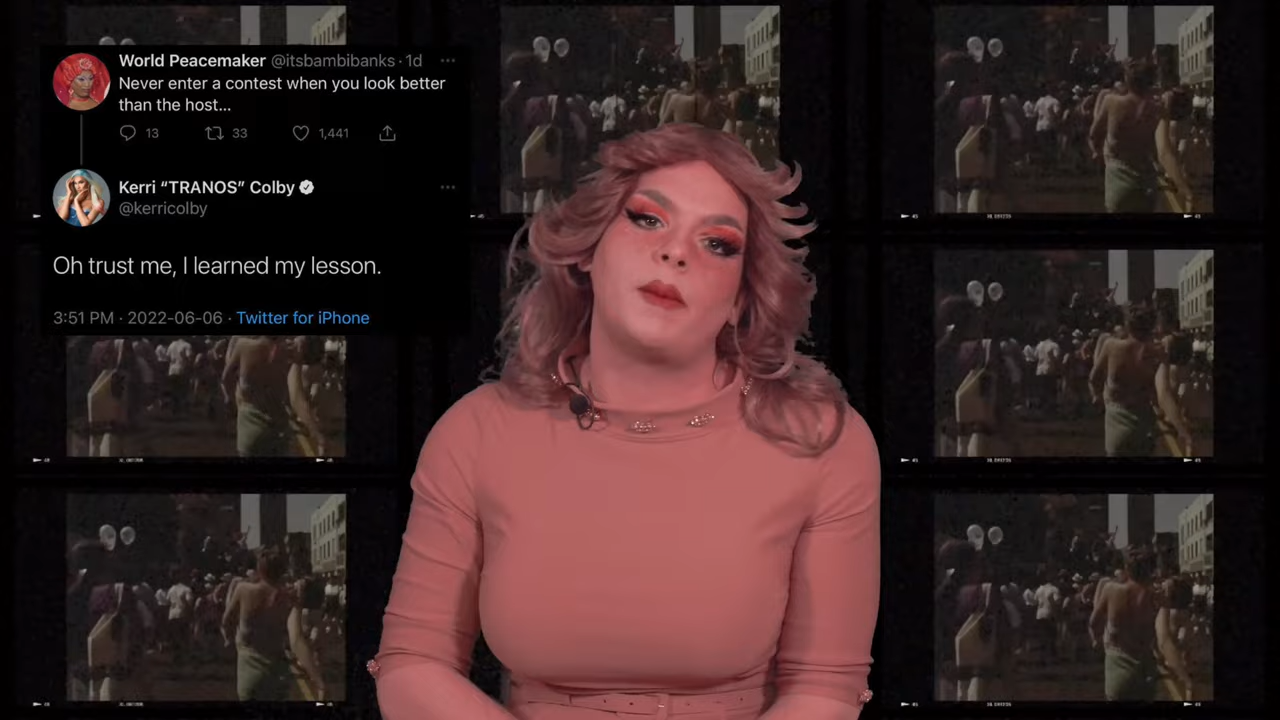 World Peacemaker @itsbambibanks · 1d
Never enter a contest when you look better
than the host...
13 33 1,441
Kerri “TRANOS” Colby
@kerricolby
Oh trust me, I learned my lesson.
3:51 PM · 2022-06-06 · Twitter for iPhone